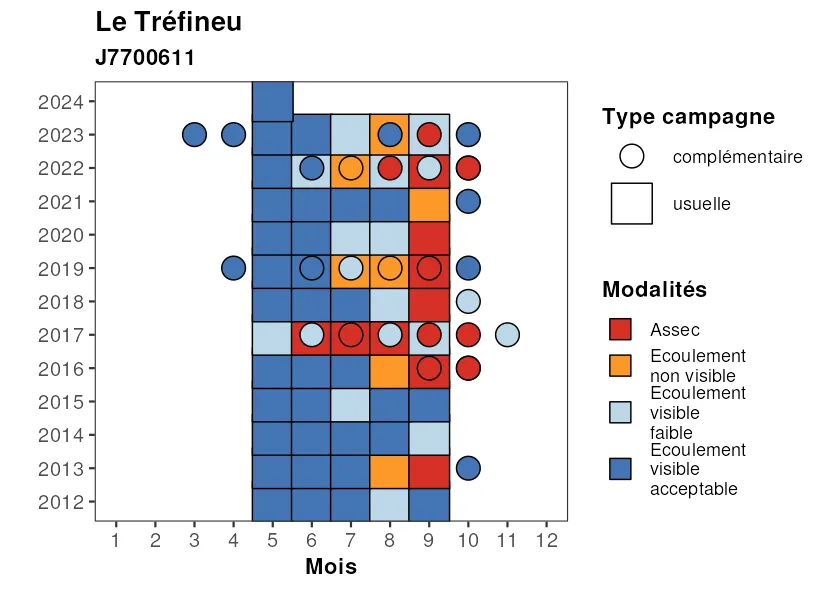 Le Tréfineu
J7700611
2024
2023
2022
2021
2020
2019
2018
2017
2016
2015
2014
2013
2012
1 2 3 4 5 6 7 8 9 10 11 12
Mois
Type campagne
complémentaire
usuelle
Modalités
Assec
Ecoulement
non visible
Ecoulement
visible
faible
Ecoulement
visible
acceptable